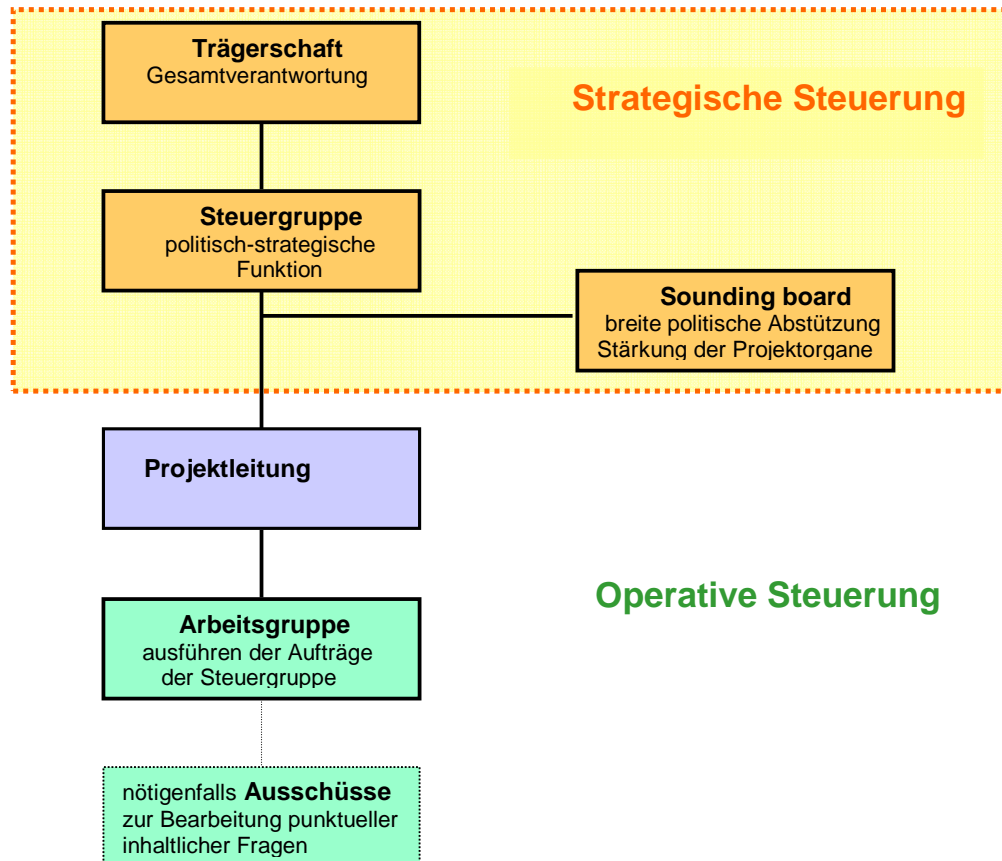 Trägerschaft
Gesamtverantwortung
Strategische Steuerung
Steuergruppe
politisch-strategische
Funktion
Sounding board
breite politische Abstützung
Stärkung der Projektorgane
Projektleitung
Operative Steuerung
Arbeitsgruppe
ausführen der Aufträge
der Steuergruppe
nötigenfalls Ausschüsse
zur Bearbeitung punktueller
inhaltlicher Fragen